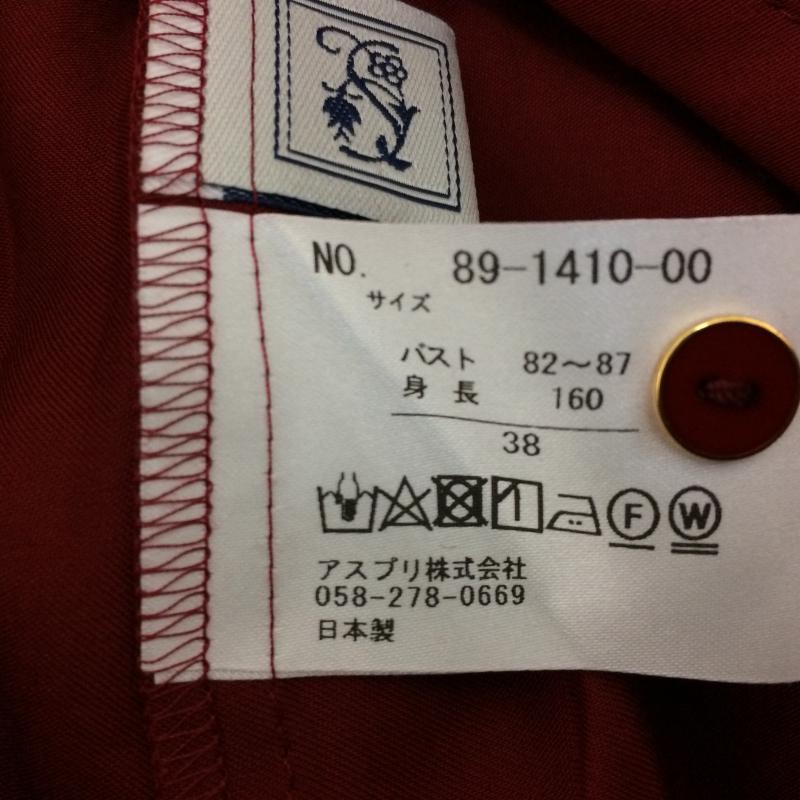 NO. 89-1410-00
サイズ
バスト 82〜87
身長 160
38
F W
アスプリ株式会社
058-278-0669
日本製